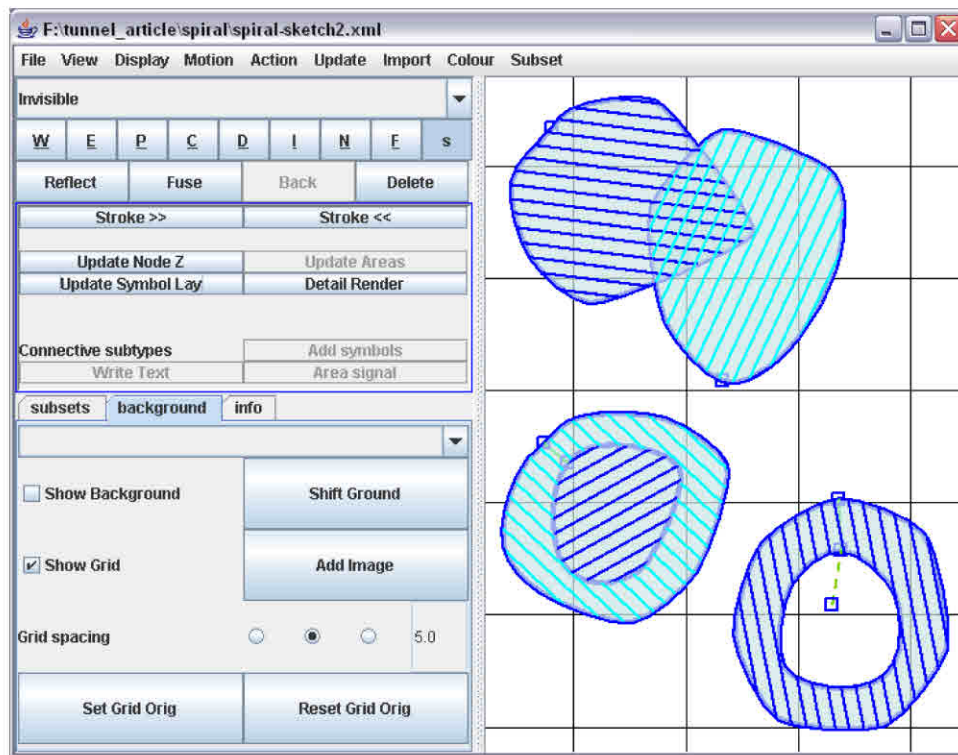 F:\tunnel_article\spiral\spiral-sketch2.xml
File View Display Motion Action Update Import Colour Subset
Invisible
W E P C D I N F s
Reflect Fuse Back Delete
Stroke >> Stroke <<
Update Node Z Update Areas
Update Symbol Lay Detail Render
Connective subtypes Add symbols
Write Text Area signal
subsets background info
Show Background Shift Ground
Show Grid Add Image
Grid spacing 5.0
Set Grid Orig Reset Grid Orig